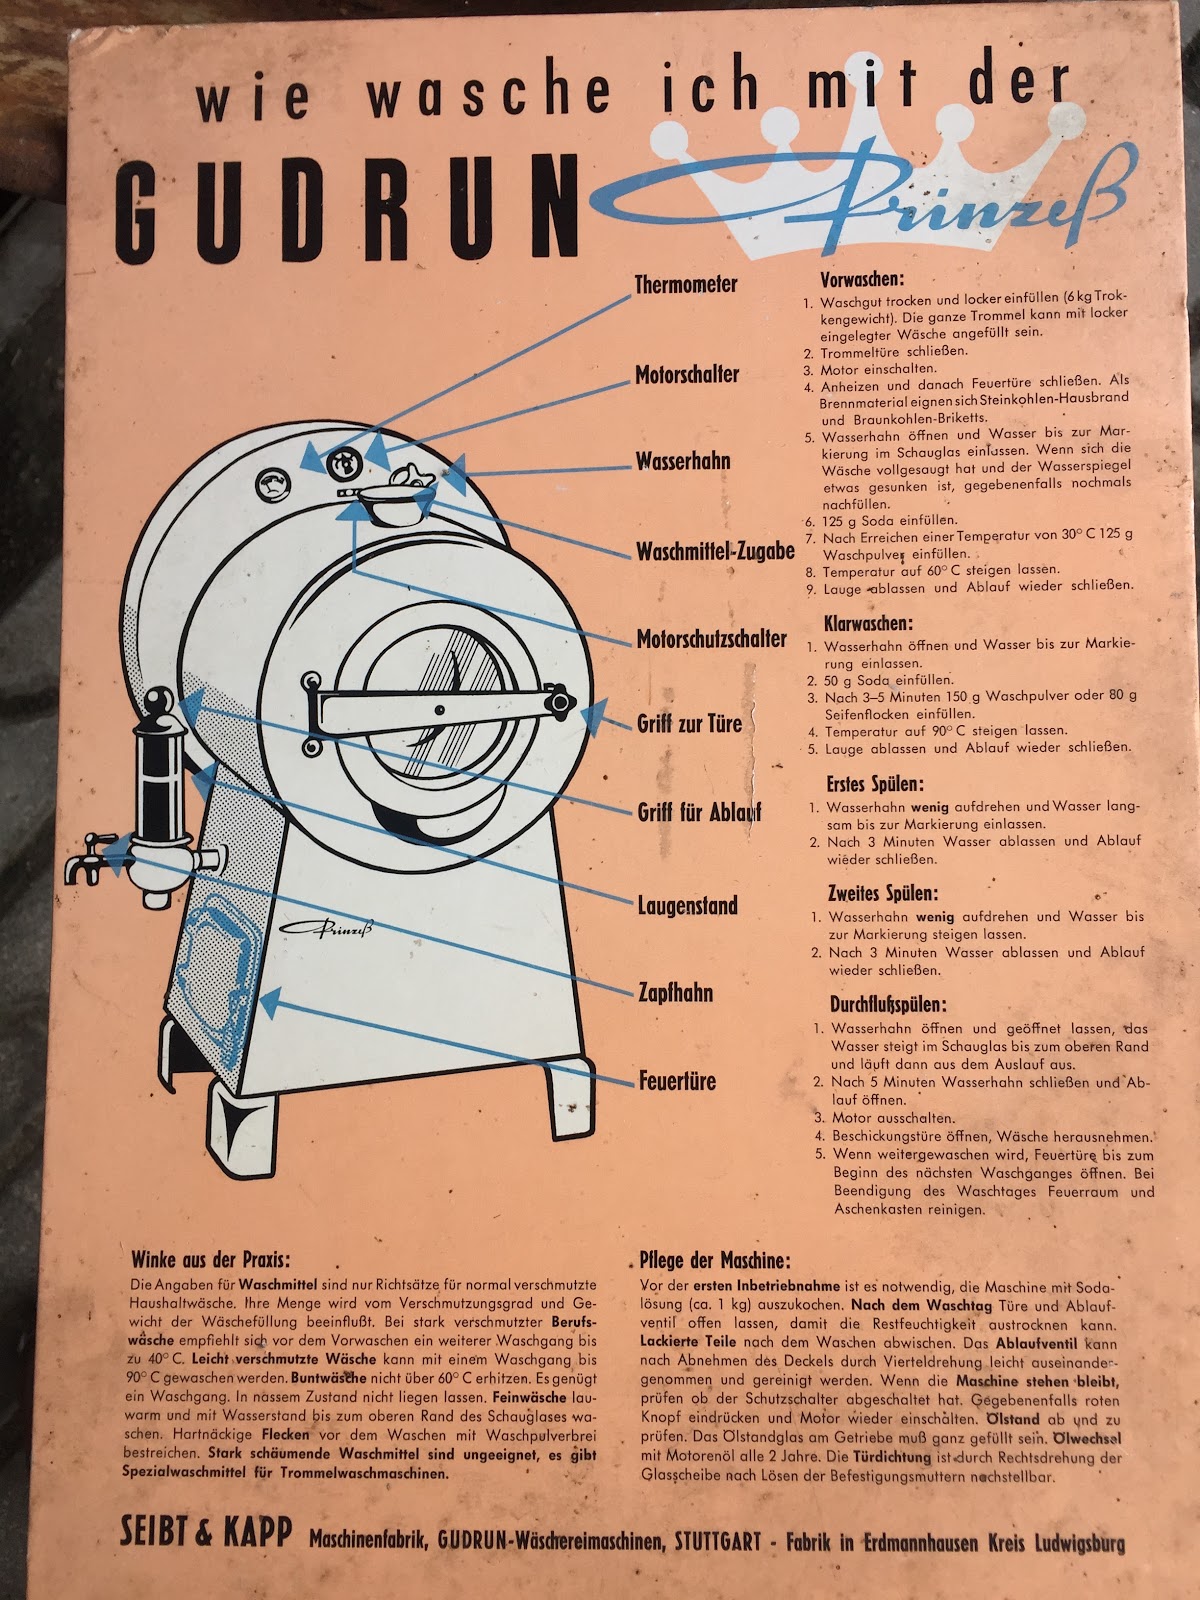 wie wasche ich mit der
GUDRUN Prinzeß
Thermometer
Motorschalter
Wasserhahn
Waschmittel-Zugabe
Motorschutzschalter
Griff zur Türe
Griff für Ablauf
Laugenstand
Zapfhahn
Feuertüre
Prinzeß
Vorwaschen:
1. Waschgut trocken und locker einfüllen (6 kg Trok-
kengewicht). Die ganze Trommel kann mit locker
eingelegter Wäsche angefüllt sein.
2. Trommeltüre schließen.
3. Motor einschalten.
4. Anheizen und danach Feuertüre schließen. Als
Brennmaterial eignen sich Steinkohlen-Hausbrand
und Braunkohlen-Briketts.
5. Wasserhahn öffnen und Wasser bis zur Mar-
kierung im Schauglas einlassen. Wenn sich die
Wäsche vollgesaugt hat und der Wasserspiegel
etwas gesunken ist, gegebenenfalls nochmals
nachfüllen.
6. 125 g Soda einfüllen.
7. Nach Erreichen einer Temperatur von 30° C 125 g
Waschpulver einfüllen.
8. Temperatur auf 60° C steigen lassen.
9. Lauge ablassen und Ablauf wieder schließen.
Klarwaschen:
1. Wasserhahn öffnen und Wasser bis zur Markie-
rung einlassen.
2. 50 g Soda einfüllen.
3. Nach 3–5 Minuten 150 g Waschpulver oder 80 g
Seifenflocken einfüllen.
4. Temperatur auf 90° C steigen lassen.
5. Lauge ablassen und Ablauf wieder schließen.
Erstes Spülen:
1. Wasserhahn wenig aufdrehen und Wasser lang-
sam bis zur Markierung einlassen.
2. Nach 3 Minuten Wasser ablassen und Ablauf
wieder schließen.
Zweites Spülen:
1. Wasserhahn wenig aufdrehen und Wasser bis
zur Markierung steigen lassen.
2. Nach 3 Minuten Wasser ablassen und Ablauf
wieder schließen.
Durchflußspülen:
1. Wasserhahn öffnen und geöffnet lassen, das
Wasser steigt im Schauglas bis zum oberen Rand
und läuft dann aus dem Auslauf aus.
2. Nach 5 Minuten Wasserhahn schließen und Ab-
lauf öffnen.
3. Motor ausschalten.
4. Beschickungstüre öffnen, Wäsche herausnehmen.
5. Wenn weitergewaschen wird, Feuertüre bis zum
Beginn des nächsten Waschganges öffnen. Bei
Beendigung des Waschtages Feuerraum und
Aschenkasten reinigen.
Winke aus der Praxis:
Die Angaben für Waschmittel sind nur Richtsätze für normal verschmutzte
Haushaltwäsche. Ihre Menge wird vom Verschmutzungsgrad und Ge-
wicht der Wäschefüllung beeinflußt. Bei stark verschmutzter Berufs-
wäsche empfiehlt sich vor dem Vorwaschen ein weiterer Waschgang bis
zu 40° C. Leicht verschmutzte Wäsche kann mit einem Waschgang bis
90° C gewaschen werden. Buntwäsche nicht über 60° C erhitzen. Es genügt
ein Waschgang. In nassem Zustand nicht liegen lassen. Feinwäsche lau-
warm und mit Wasserstand bis zum oberen Rand des Schauglases wa-
schen. Hartnäckige Flecken vor dem Waschen mit Waschpulverbrei
bestreichen. Stark schäumende Waschmittel sind ungeeignet, es gibt
Spezialwaschmittel für Trommelwaschmaschinen.
Pflege der Maschine:
Vor der ersten Inbetriebnahme ist es notwendig, die Maschine mit Soda-
lösung (ca. 1 kg) auszukochen. Nach dem Waschtag Türe und Ablauf-
ventil offen lassen, damit die Restfeuchtigkeit austrocknen kann.
Lackierte Teile nach dem Waschen abwischen. Das Ablaufventil kann
nach Abnehmen des Deckels durch Vierteldrehung leicht auseinander-
genommen und gereinigt werden. Wenn die Maschine stehen bleibt,
prüfen ob der Schutzschalter abgeschaltet hat. Gegebenenfalls roten
Knopf eindrücken und Motor wieder einschalten. Ölstand ab und zu
prüfen. Das Ölstandglas am Getriebe muß ganz gefüllt sein. Ölwechsel
mit Motorenöl alle 2 Jahre. Die Türdichtung ist durch Rechtsdrehung der
Glasscheibe nach Lösen der Befestigungsmuttern nachstellbar.
SEIBT & KAPP Maschinenfabrik, GUDRUN-Wäschereimaschinen, STUTTGART - Fabrik in Erdmannhausen Kreis Ludwigsburg